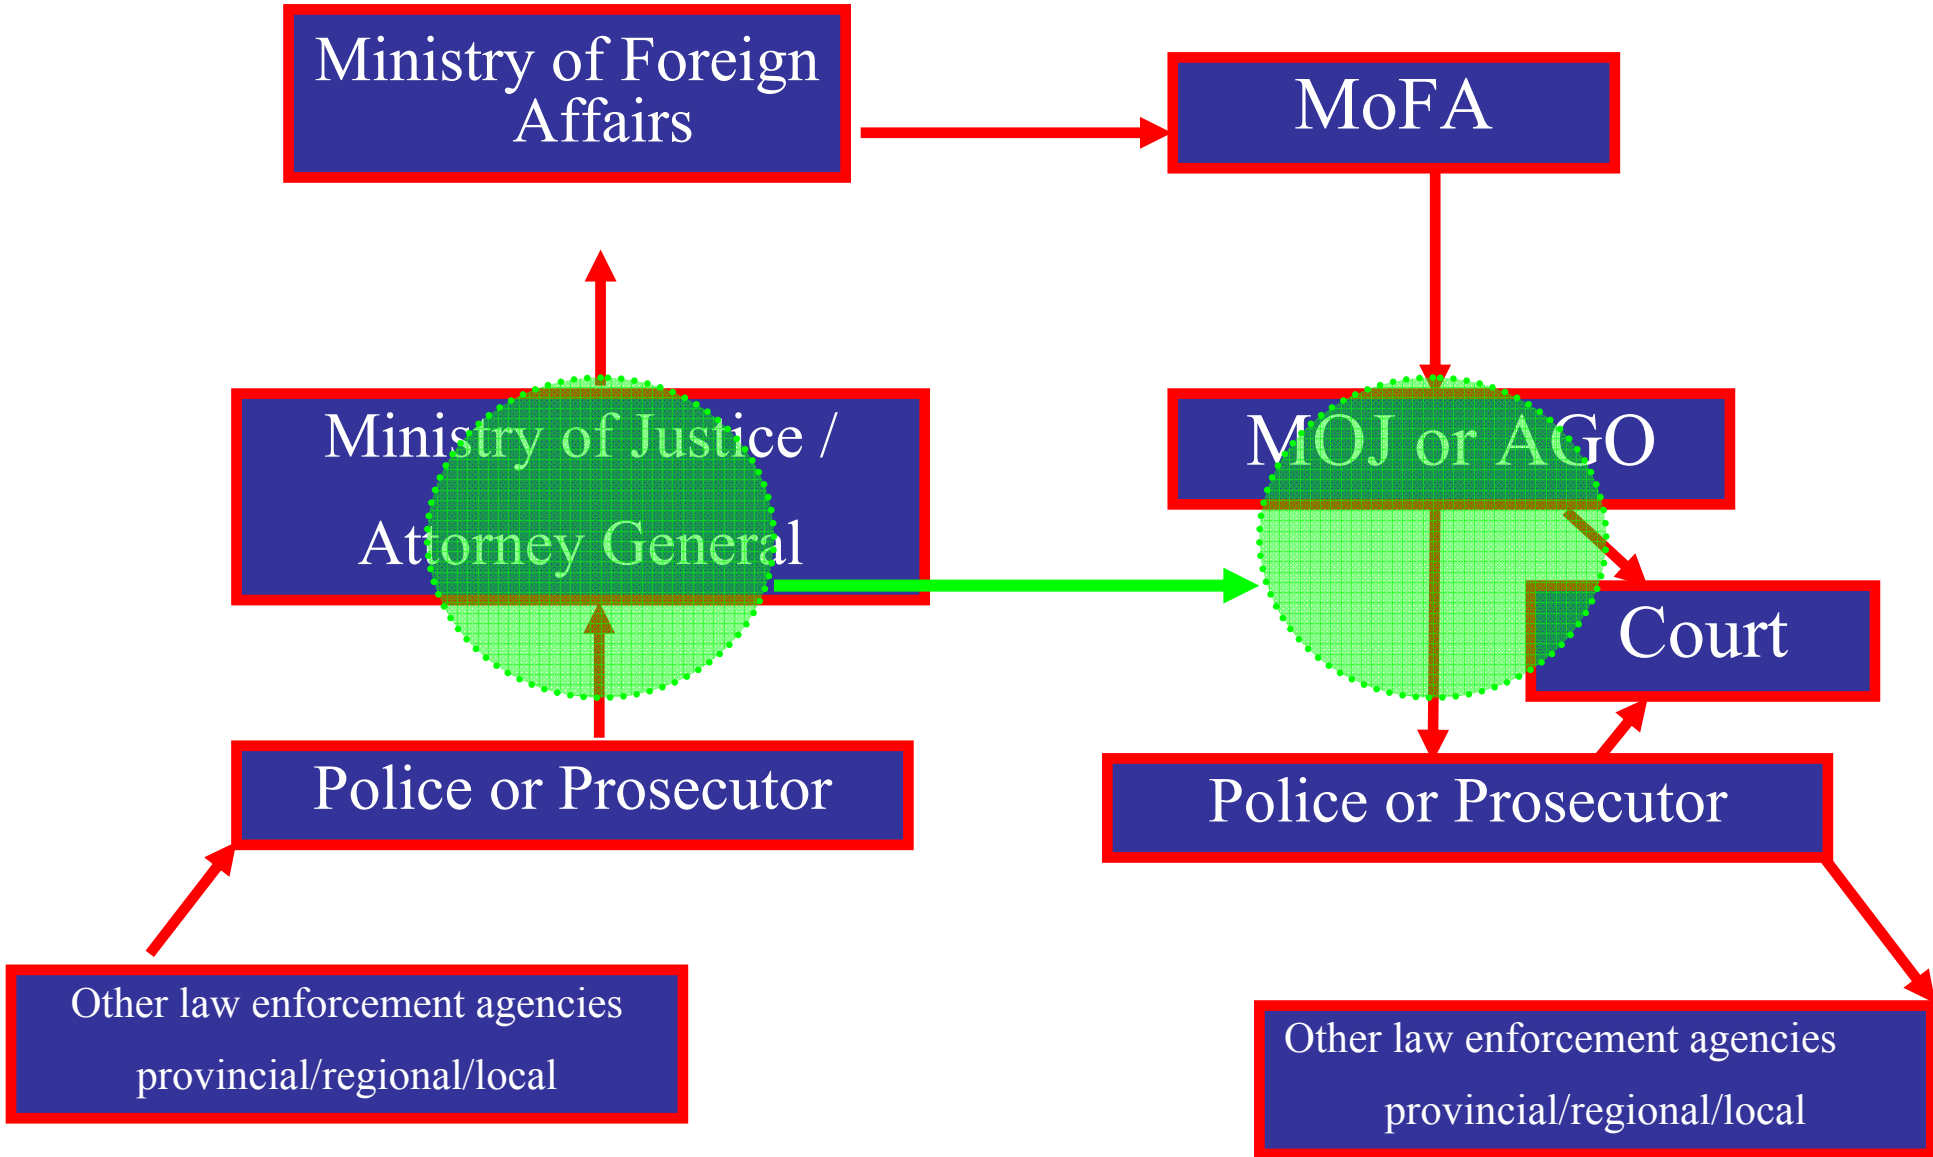 Ministry of Foreign
Affairs
MoFA
Ministry of Justice /
Attorney General
MOJ or AGO
Court
Police or Prosecutor
Police or Prosecutor
Other law enforcement agencies
provincial/regional/local
Other law enforcement agencies
provincial/regional/local